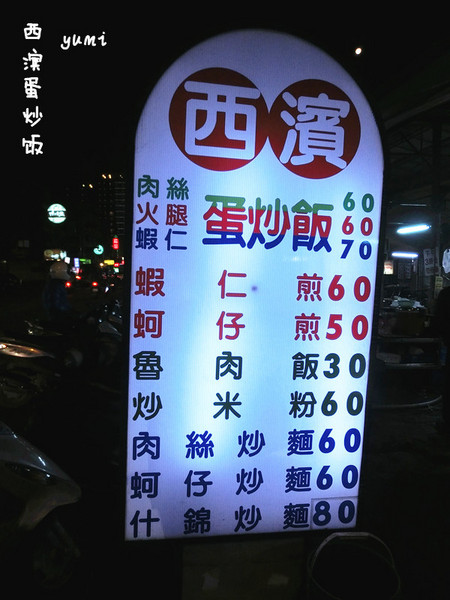 西濱蛋炒饭
yumi
西濱
肉絲 60
火腿 蛋炒飯 60
蝦仁 70
蝦仁煎60
蚵仔煎50
魯肉飯30
炒米粉60
肉絲炒麵60
蚵仔炒麵60
什錦炒麵80